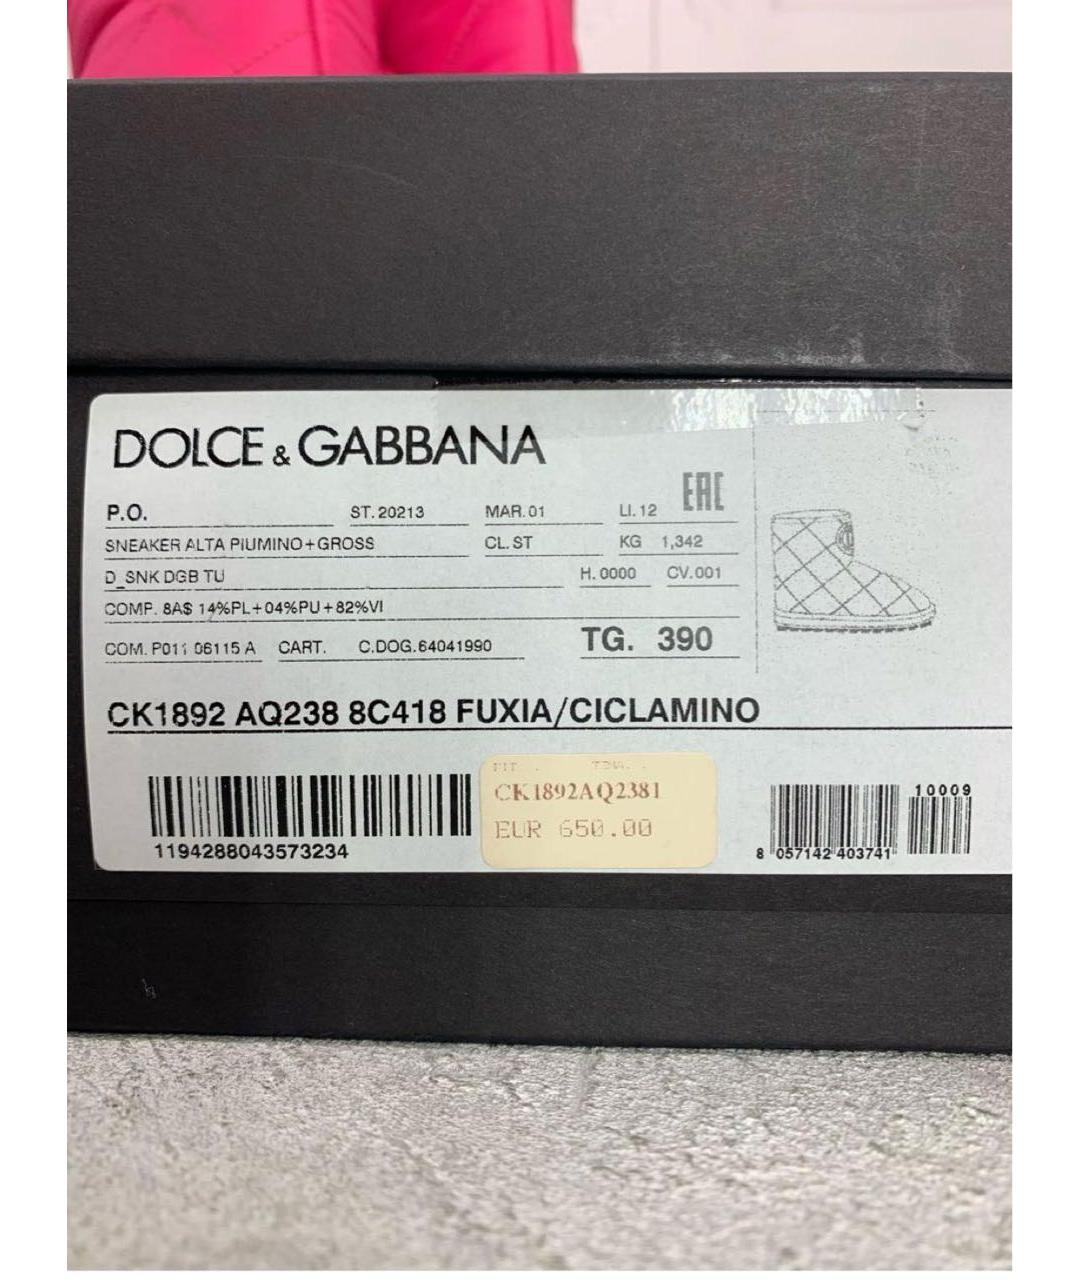 DOLCE & GABBANA
P.O. ST. 20213 MAR. 01 LI. 12 EAC
SNEAKER ALTA PIUMINO+GROSS CL. ST KG 1,342
D_SNK DGB TU H. 0000 CV. 001
COMP. 8A$ 14%PL+04%PU+82%VI
COM. P011 06115 A CART. C.DOG.64041990 TG. 390
CK1892 AQ238 8C418 FUXIA/CICLAMINO
CK1892AQ2381
EUR 650.00
1194288043573234
10009
8 057142 403741